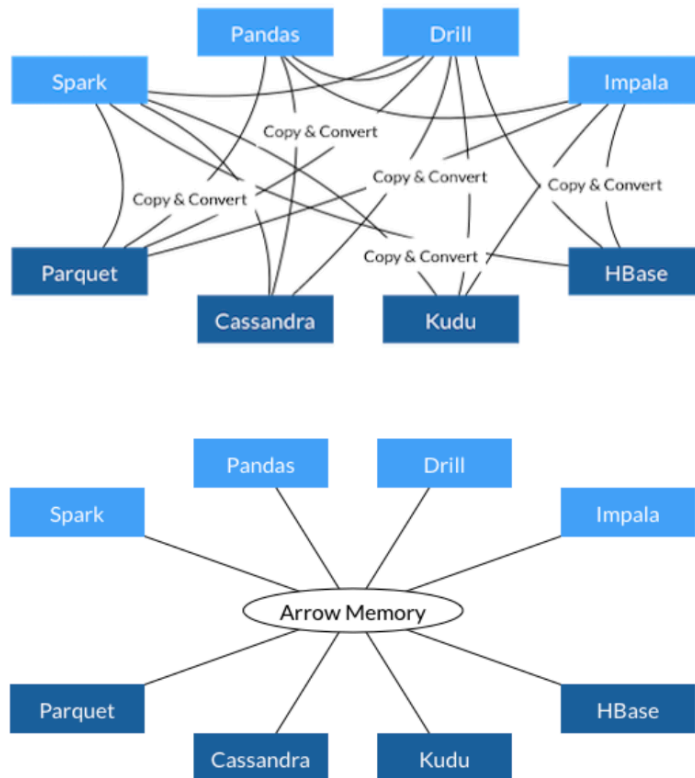 Pandas
Drill
Spark
Impala
Copy & Convert
Copy & Convert
Copy & Convert
Copy & Convert
Copy & Convert
Parquet
HBase
Cassandra
Kudu
Pandas
Drill
Spark
Impala
Arrow Memory
Parquet
HBase
Cassandra
Kudu